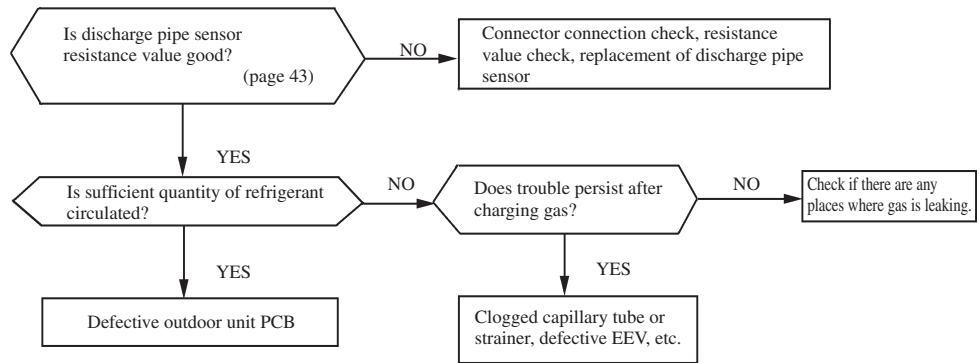 Is discharge pipe sensor
resistance value good?
(page 43)
NO
Connector connection check, resistance
value check, replacement of discharge pipe
sensor
YES
Is sufficient quantity of refrigerant
circulated?
NO
Does trouble persist after
charging gas?
NO
Check if there are any
places where gas is leaking.
YES
YES
Defective outdoor unit PCB
Clogged capillary tube or
strainer, defective EEV, etc.